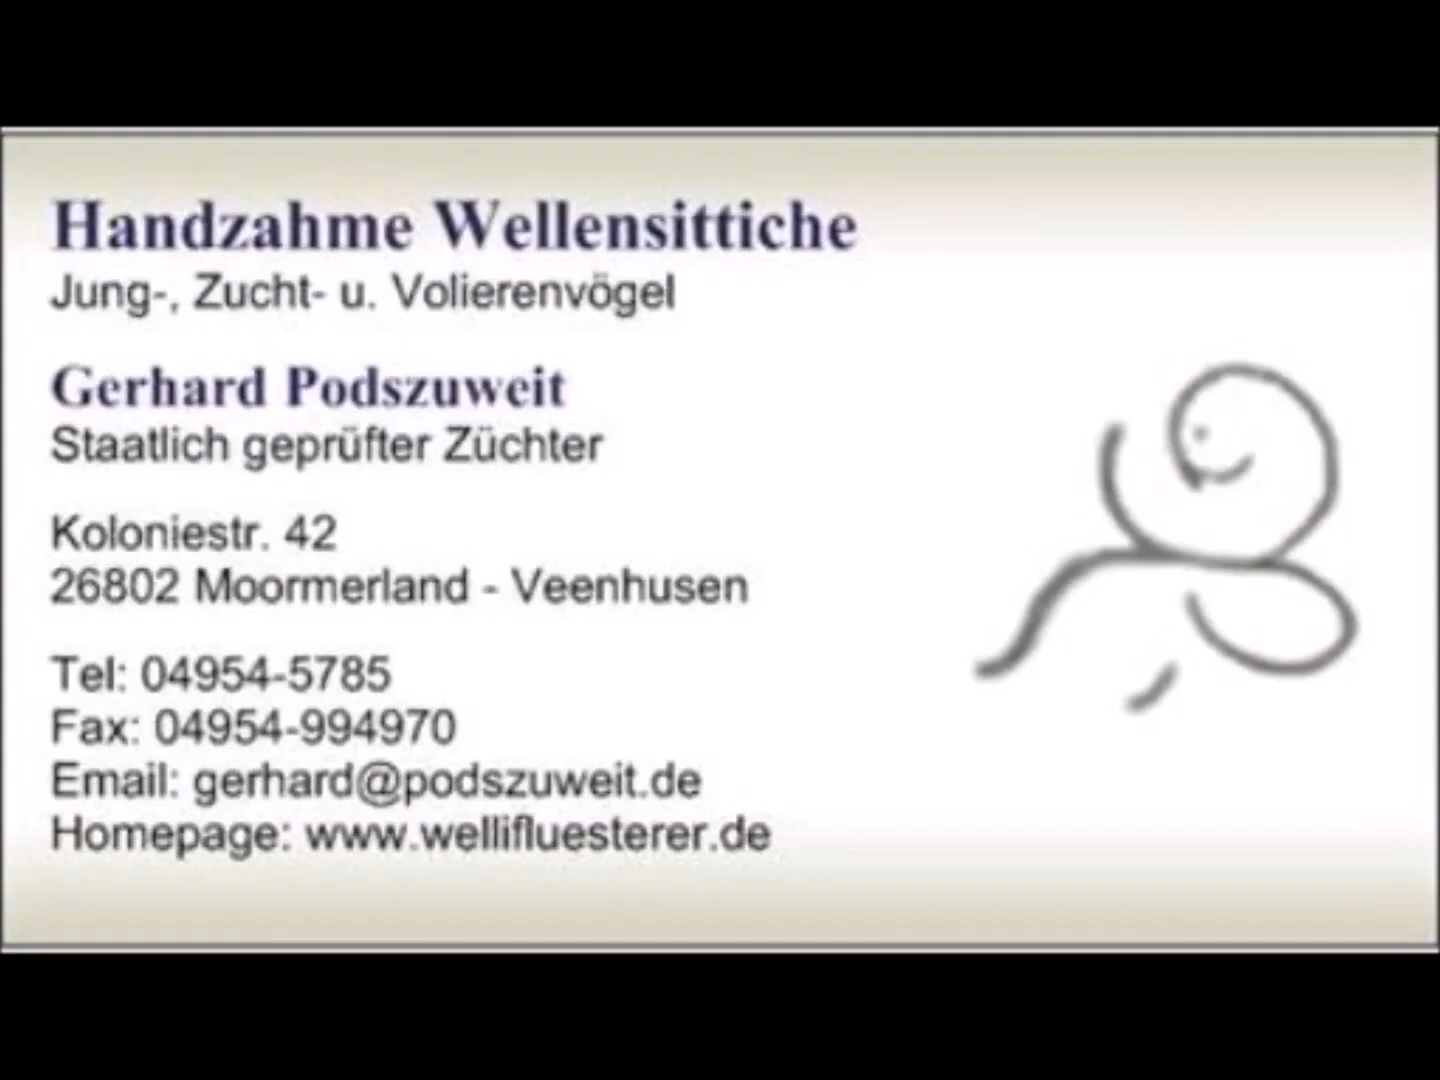 Handzahme Wellensittiche
Jung-, Zucht- u. Volierenvögel
Gerhard Podszuweit
Staatlich geprüfter Züchter
Koloniestr. 42
26802 Moormerland - Veenhusen
Tel: 04954-5785
Fax: 04954-994970
Email: gerhard@podszuweit.de
Homepage: www.wellifluesterer.de